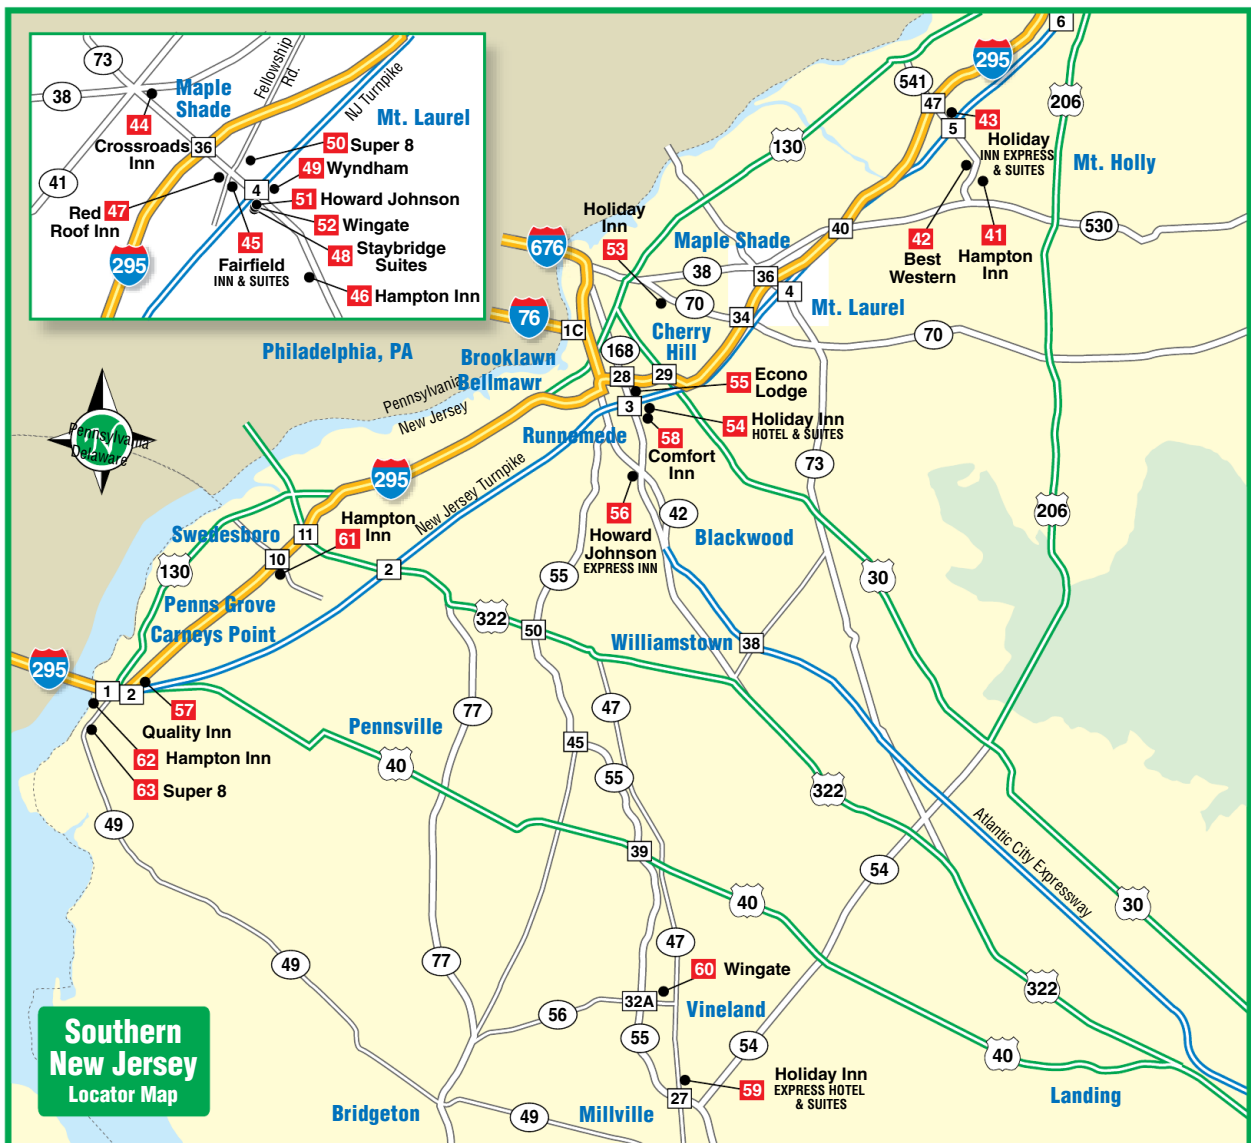 73
38
41
Maple
Shade
Fellowship
Rd.
NJ Turnpike
Mt. Laurel
44
Crossroads
Inn
36
50 Super 8
49 Wyndham
4
51 Howard Johnson
52 Wingate
48 Staybridge
Suites
Red 47
Roof Inn
45
Fairfield
INN & SUITES
46 Hampton Inn
295
6
295
541
47
5
43
Holiday
INN EXPRESS
& SUITES
206
130
Mt. Holly
42
Best
Western
41
Hampton
Inn
530
40
Holiday
Inn
53
Maple Shade
676
38
36
4
70
34
Mt. Laurel
70
76
1C
Philadelphia, PA
Brooklawn
Bellmawr
Cherry
Hill
168
28
29
55 Econo
Lodge
3
54 Holiday Inn
HOTEL & SUITES
58
Comfort
Inn
Runnemede
Pennsylvania
New Jersey
Pennsylvania
Delaware
N
295
New Jersey Turnpike
73
206
56
Howard
Johnson
EXPRESS INN
42
Blackwood
Swedesboro
11
Hampton
Inn
61
10
2
130
55
30
Penns Grove
Carneys Point
322
50
Williamstown
38
295
1
2
57
Quality Inn
62 Hampton Inn
63 Super 8
77
47
Pennsville
45
40
55
322
49
39
Atlantic City Expressway
54
40
30
77
47
49
60 Wingate
322
32A
56
Vineland
55
54
40
Southern
New Jersey
Locator Map
59
Holiday Inn
EXPRESS HOTEL
& SUITES
27
Landing
Bridgeton
49
Millville